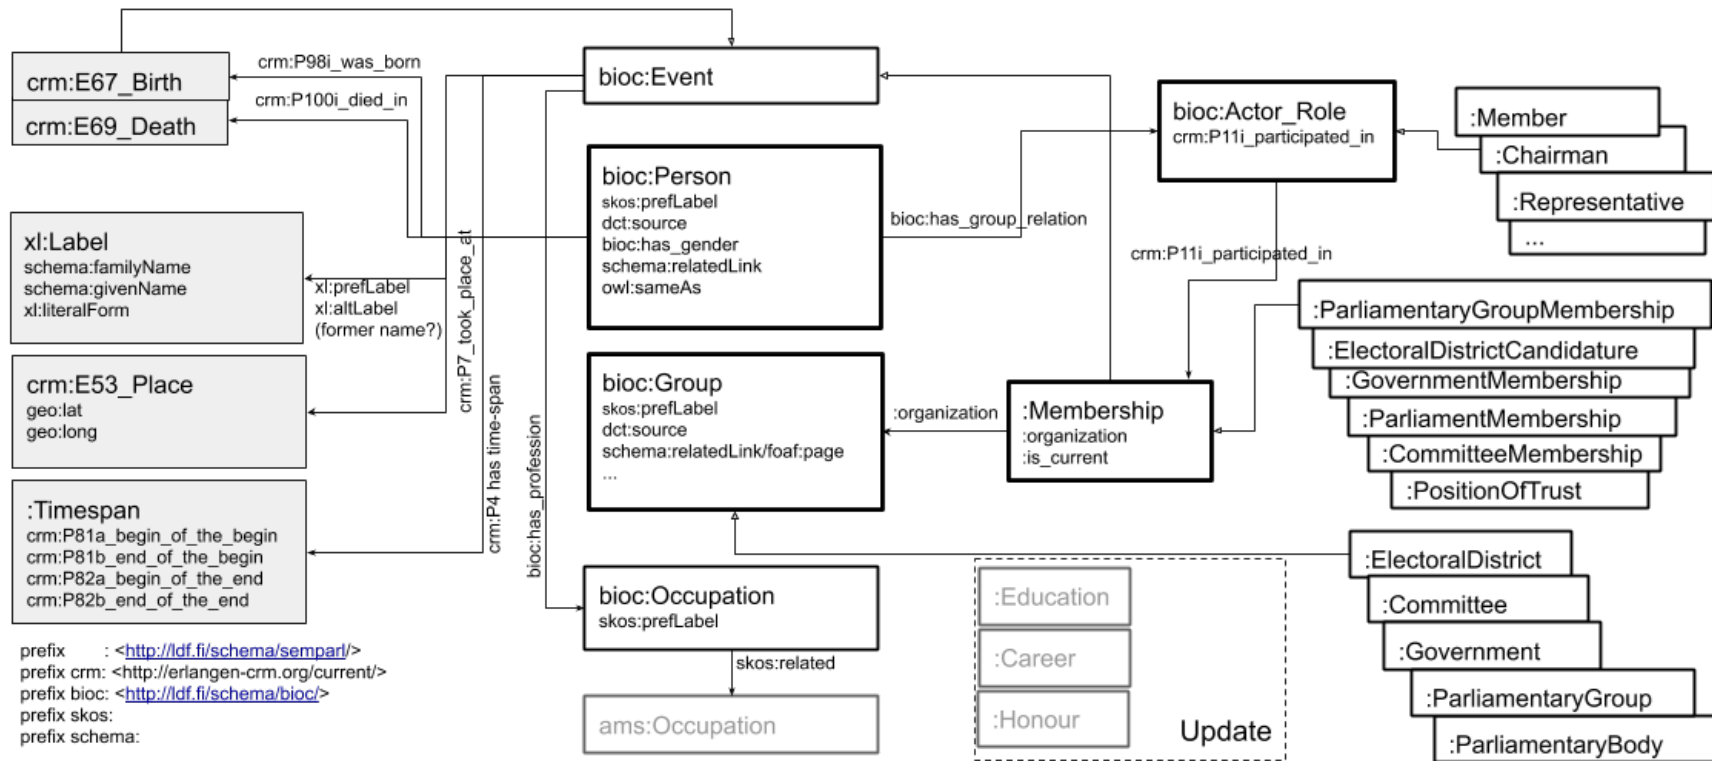 crm:E67_Birth
crm:E69_Death
crm:P98i_was_born
crm:P100i_died_in
bioc:Event
bioc:Person
skos:prefLabel
dct:source
bioc:has_gender
schema:relatedLink
owl:sameAs
bioc:has_group_relation
bioc:Actor_Role
crm:P11i_participated_in
crm:P11i_participated_in
:Member
:Chairman
:Representative
...
xl:Label
schema:familyName
schema:givenName
xl:literalForm
xl:prefLabel
xl:altLabel
(former name?)
crm:P7_took_place_at
crm:P4 has time-span
bioc:has_profession
crm:E53_Place
geo:lat
geo:long
bioc:Group
skos:prefLabel
dct:source
schema:relatedLink/foaf:page
...
:organization
:Membership
:organization
:is_current
:ParliamentaryGroupMembership
:ElectoralDistrictCandidature
:GovernmentMembership
:ParliamentMembership
:CommitteeMembership
:PositionOfTrust
:Timespan
crm:P81a_begin_of_the_begin
crm:P81b_end_of_the_begin
crm:P82a_begin_of_the_end
crm:P82b_end_of_the_end
bioc:Occupation
skos:prefLabel
skos:related
ams:Occupation
:Education
:Career
:Honour
Update
:ElectoralDistrict
:Committee
:Government
:ParliamentaryGroup
:ParliamentaryBody
prefix : <http://ldf.fi/schema/semparl/>
prefix crm: <http://erlangen-crm.org/current/>
prefix bioc: <http://ldf.fi/schema/bioc/>
prefix skos:
prefix schema: